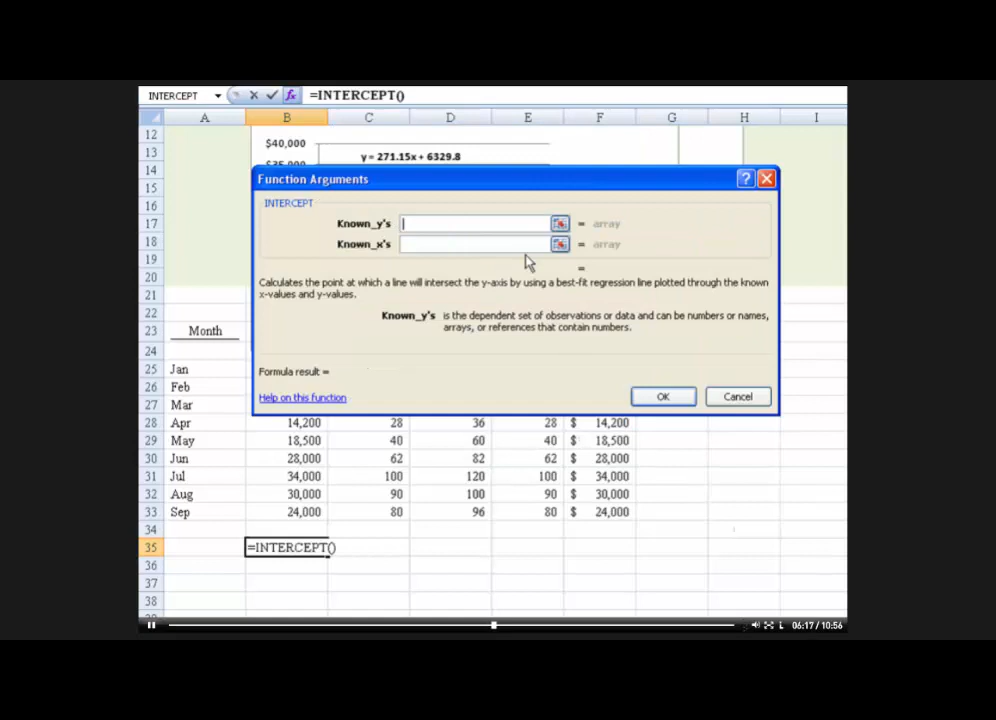 INTERCEPT =INTERCEPT()
A B C D E F G H I
12
$40,000
13
y = 271.15x + 6329.8
14
Function Arguments
15
INTERCEPT
16
17
Known_y's = array
18
Known_x's = array
19
=
20
Calculates the point at which a line will intersect the y-axis by using a best-fit regression line plotted through the known
x-values and y-values.
21
22
Known_y's is the dependent set of observations or data and can be numbers or names,
arrays, or references that contain numbers.
23 Month
24
25 Jan
Formula result =
26 Feb
Help on this function OK Cancel
27 Mar
28 Apr 14,200 28 36 28 $ 14,200
29 May 18,500 40 60 40 $ 18,500
30 Jun 28,000 62 82 62 $ 28,000
31 Jul 34,000 100 120 100 $ 34,000
32 Aug 30,000 90 100 90 $ 30,000
33 Sep 24,000 80 96 80 $ 24,000
34
35 =INTERCEPT()
36
37
38
06:17 / 10:56